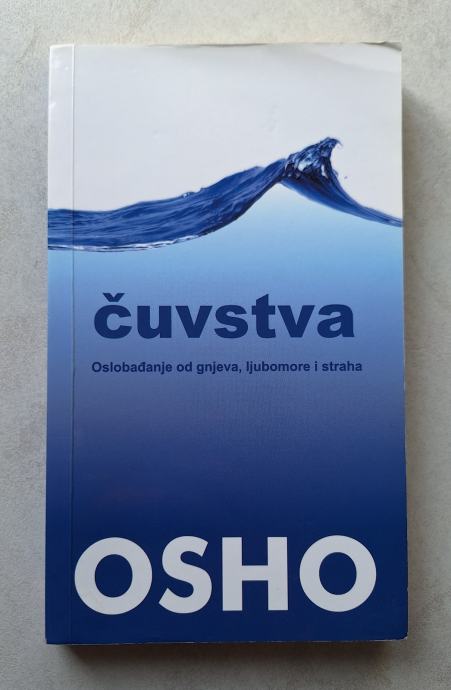 čuvstva
Oslobađanje od gnjeva, ljubomore i straha
OSHO